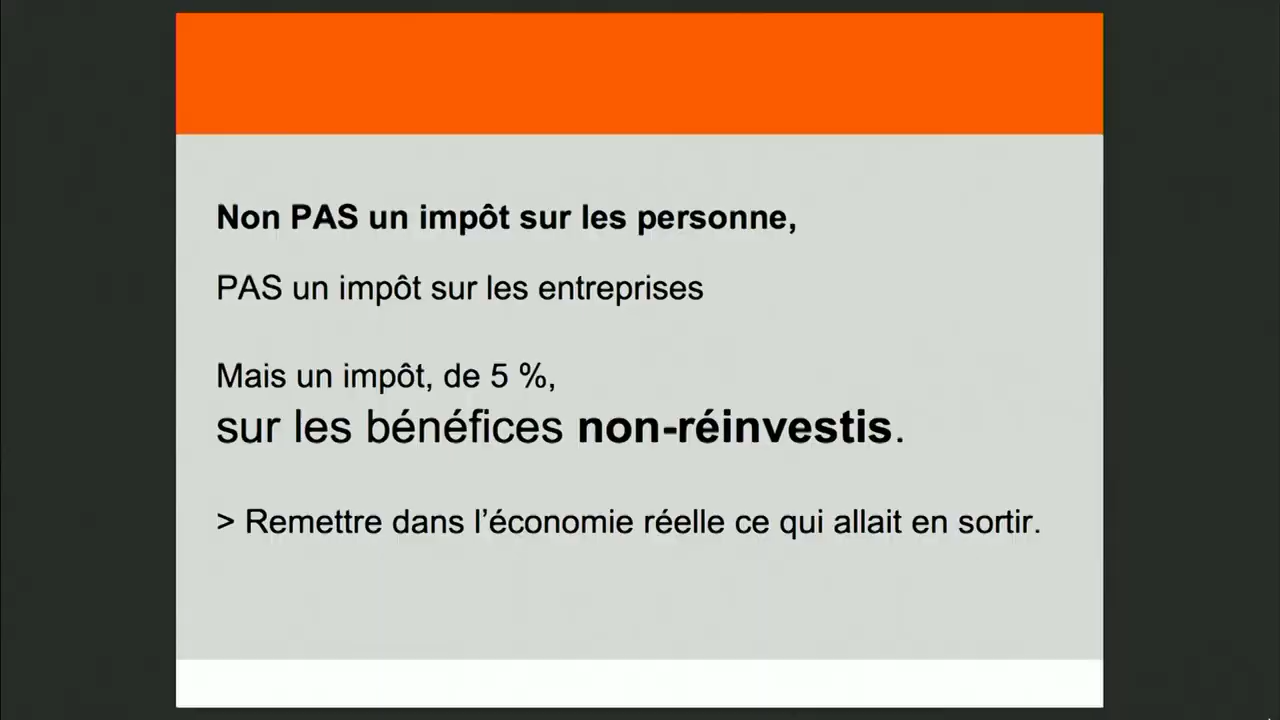 Non PAS un impôt sur les personne,
PAS un impôt sur les entreprises
Mais un impôt, de 5 %,
sur les bénéfices non-réinvestis.
> Remettre dans l’économie réelle ce qui allait en sortir.